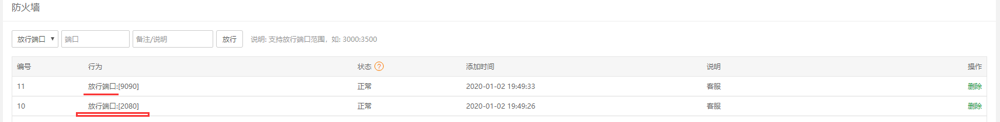 防火墙
放行端口 ▼ 端口 备注/说明 放行 说明: 支持放行端口范围，如: 3000:3500
编号 行为 状态 ? 添加时间 说明 操作
11 放行端口:[9090] 正常 2020-01-02 19:49:33 客服 删除
10 放行端口:[2080] 正常 2020-01-02 19:49:26 客服 删除